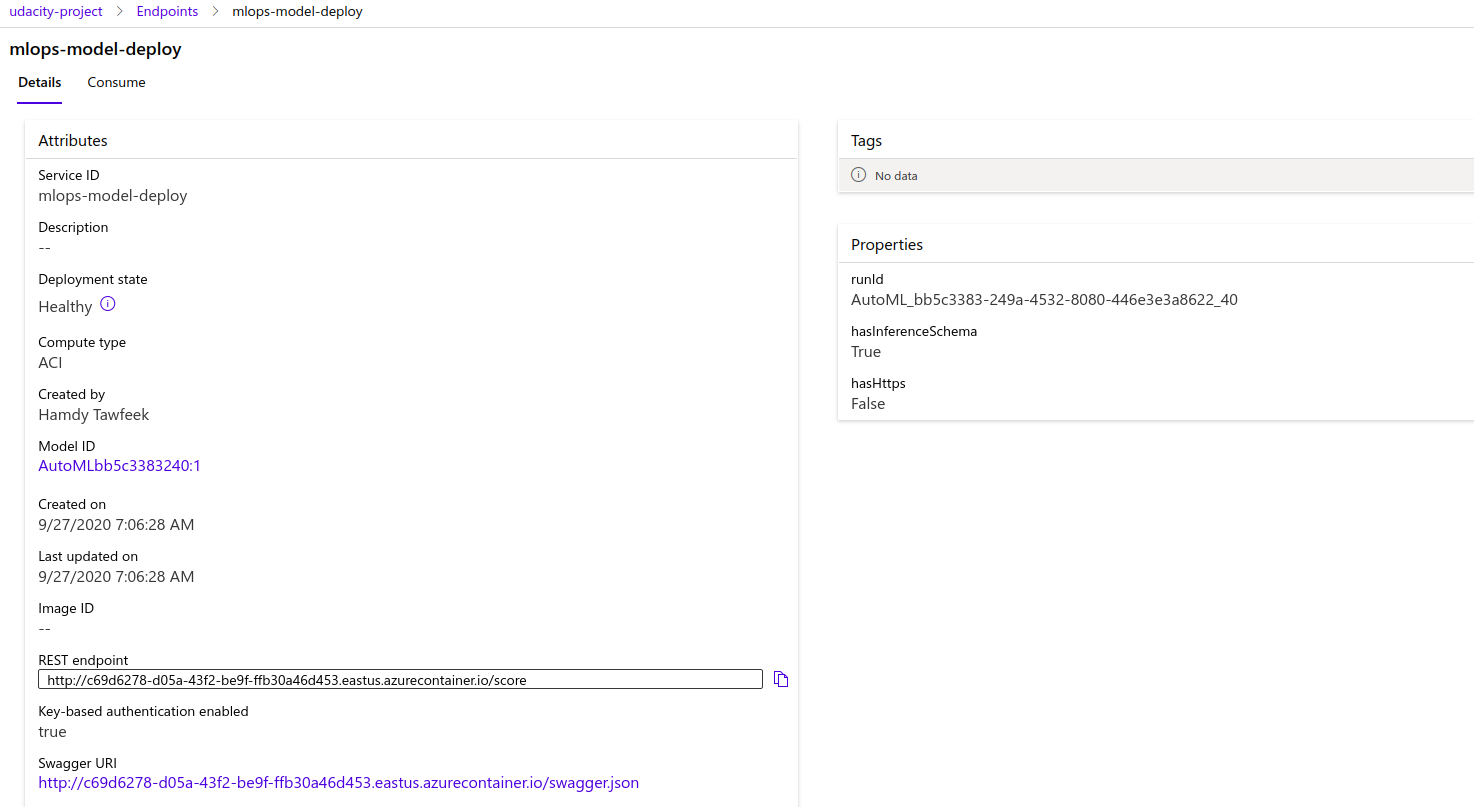 udacity-project > Endpoints > mlops-model-deploy
mlops-model-deploy
Details Consume
Attributes
Service ID
mlops-model-deploy
Description
--
Deployment state
Healthy
Compute type
ACI
Created by
Hamdy Tawfeek
Model ID
AutoMLbb5c3383240:1
Created on
9/27/2020 7:06:28 AM
Last updated on
9/27/2020 7:06:28 AM
Image ID
--
REST endpoint
http://c69d6278-d05a-43f2-be9f-ffb30a46d453.eastus.azurecontainer.io/score
Key-based authentication enabled
true
Swagger URI
http://c69d6278-d05a-43f2-be9f-ffb30a46d453.eastus.azurecontainer.io/swagger.json
Tags
No data
Properties
runId
AutoML_bb5c3383-249a-4532-8080-446e3e3a8622_40
hasInferenceSchema
True
hasHttps
False